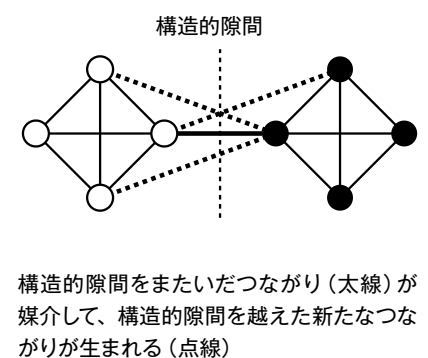 構造的隙間
構造的隙間をまたいだつながり（太線）が
媒介して、構造的隙間を越えた新たなつな
がりが生まれる（点線）